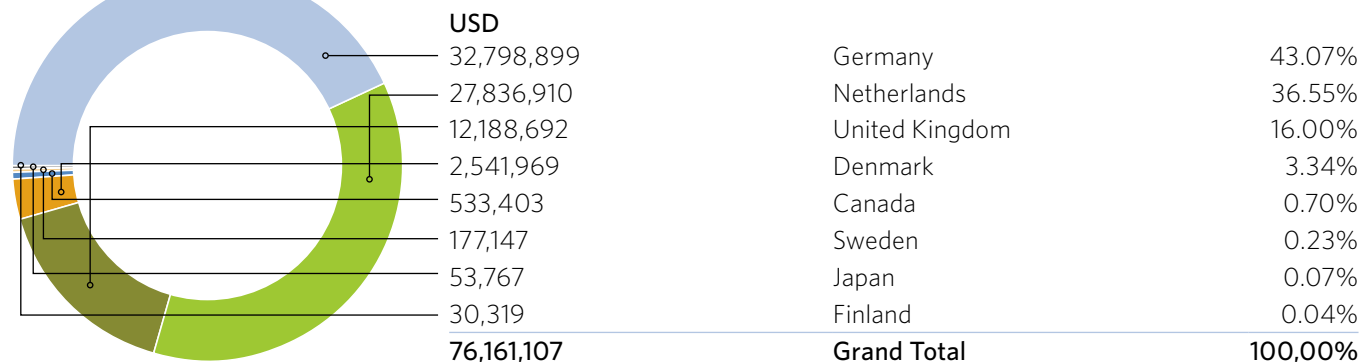 USD
32,798,899 Germany 43.07%
27,836,910 Netherlands 36.55%
12,188,692 United Kingdom 16.00%
2,541,969 Denmark 3.34%
533,403 Canada 0.70%
177,147 Sweden 0.23%
53,767 Japan 0.07%
30,319 Finland 0.04%
76,161,107 Grand Total 100,00%